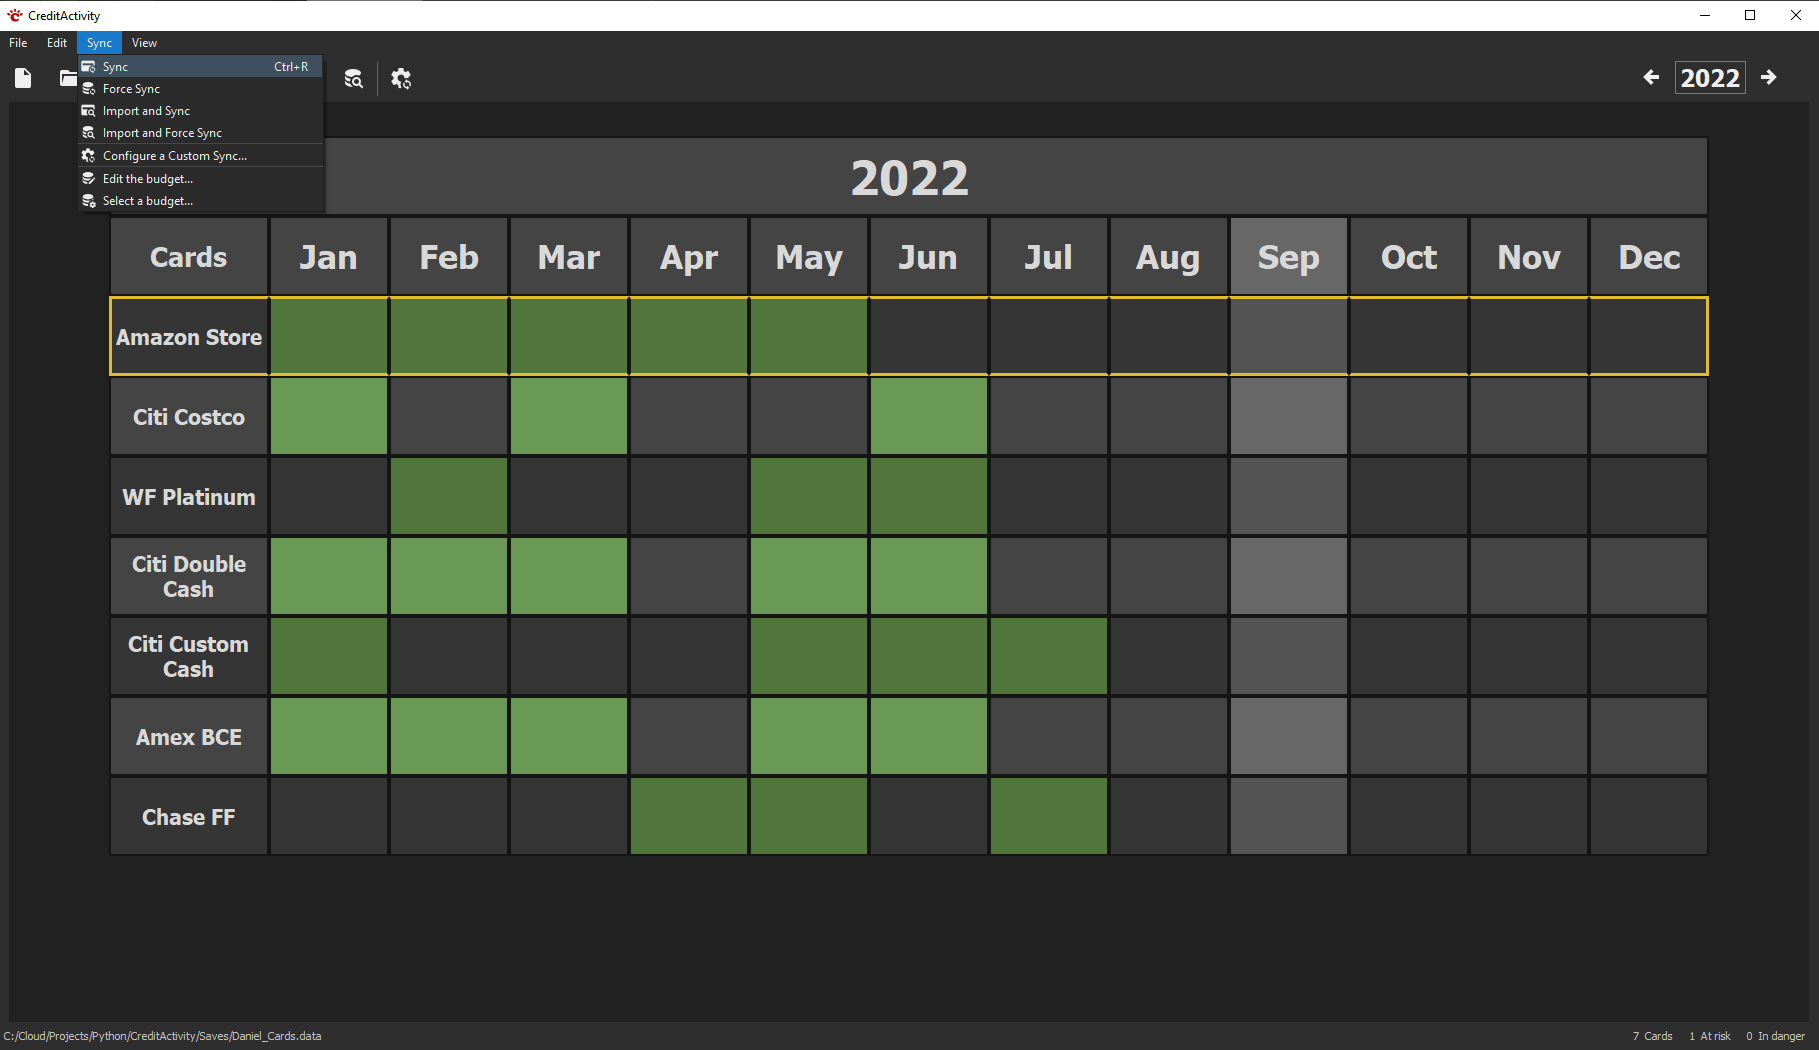 CreditActivity
File Edit Sync View
Sync Ctrl+R
Force Sync
Import and Sync
Import and Force Sync
Configure a Custom Sync...
Edit the budget...
Select a budget...
2022
2022
Cards Jan Feb Mar Apr May Jun Jul Aug Sep Oct Nov Dec
Amazon Store
Citi Costco
WF Platinum
Citi Double
Cash
Citi Custom
Cash
Amex BCE
Chase FF
C:/Cloud/Projects/Python/CreditActivity/Saves/Daniel_Cards.data 7 Cards 1 At risk 0 In danger